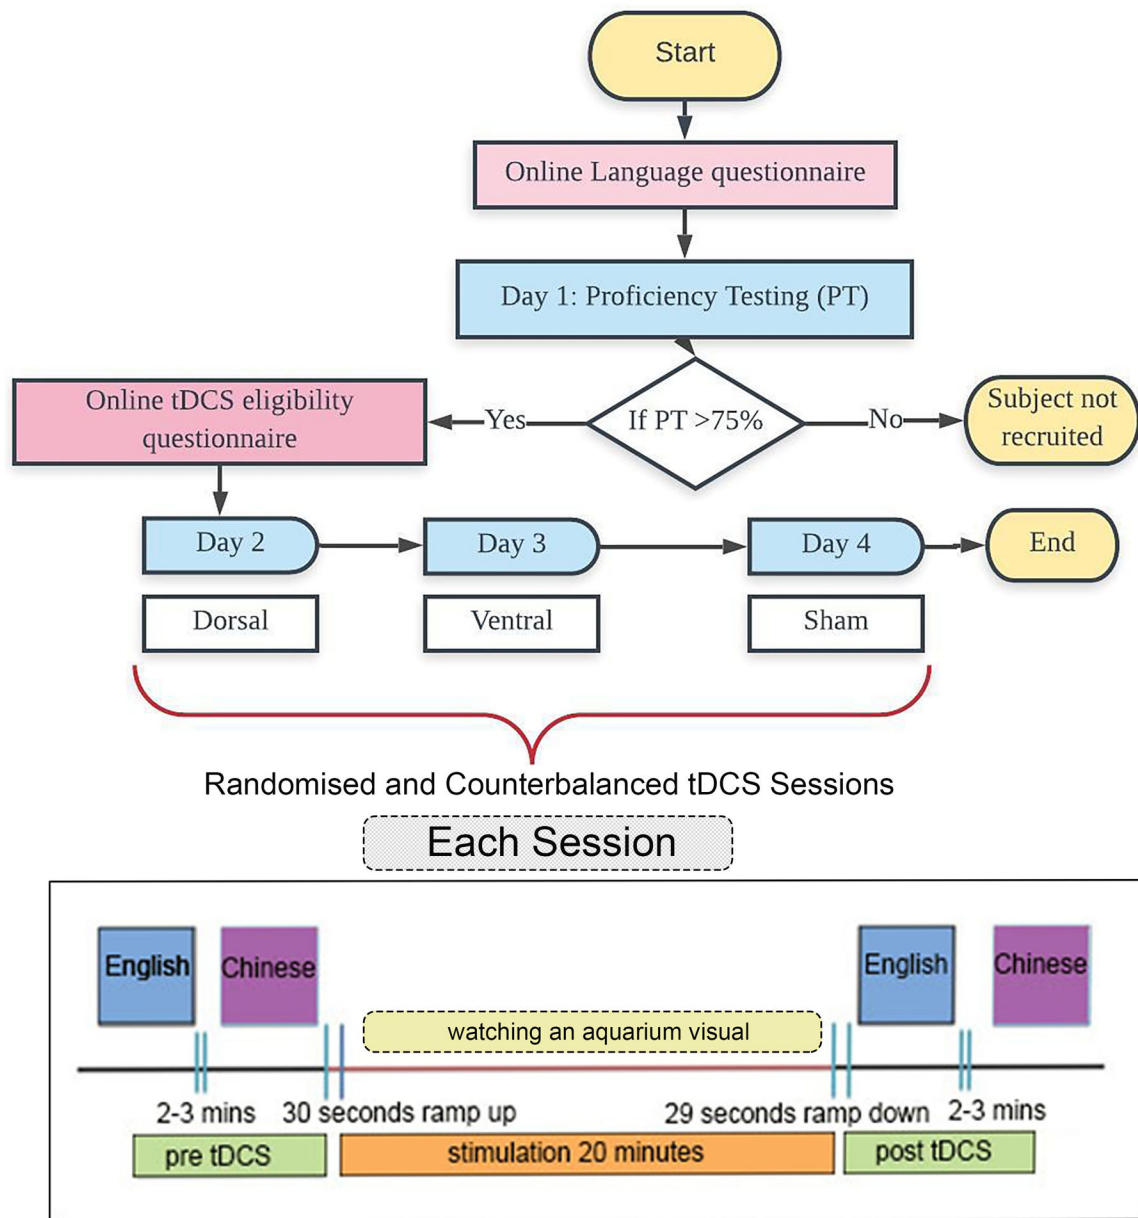 Start
Online Language questionnaire
Day 1: Proficiency Testing (PT)
Online tDCS eligibility
questionnaire
Yes
If PT >75%
No
Subject not
recruited
Day 2
Day 3
Day 4
End
Dorsal
Ventral
Sham
Randomised and Counterbalanced tDCS Sessions
Each Session
English
Chinese
watching an aquarium visual
English
Chinese
2-3 mins
30 seconds ramp up
29 seconds ramp down
2-3 mins
pre tDCS
stimulation 20 minutes
post tDCS